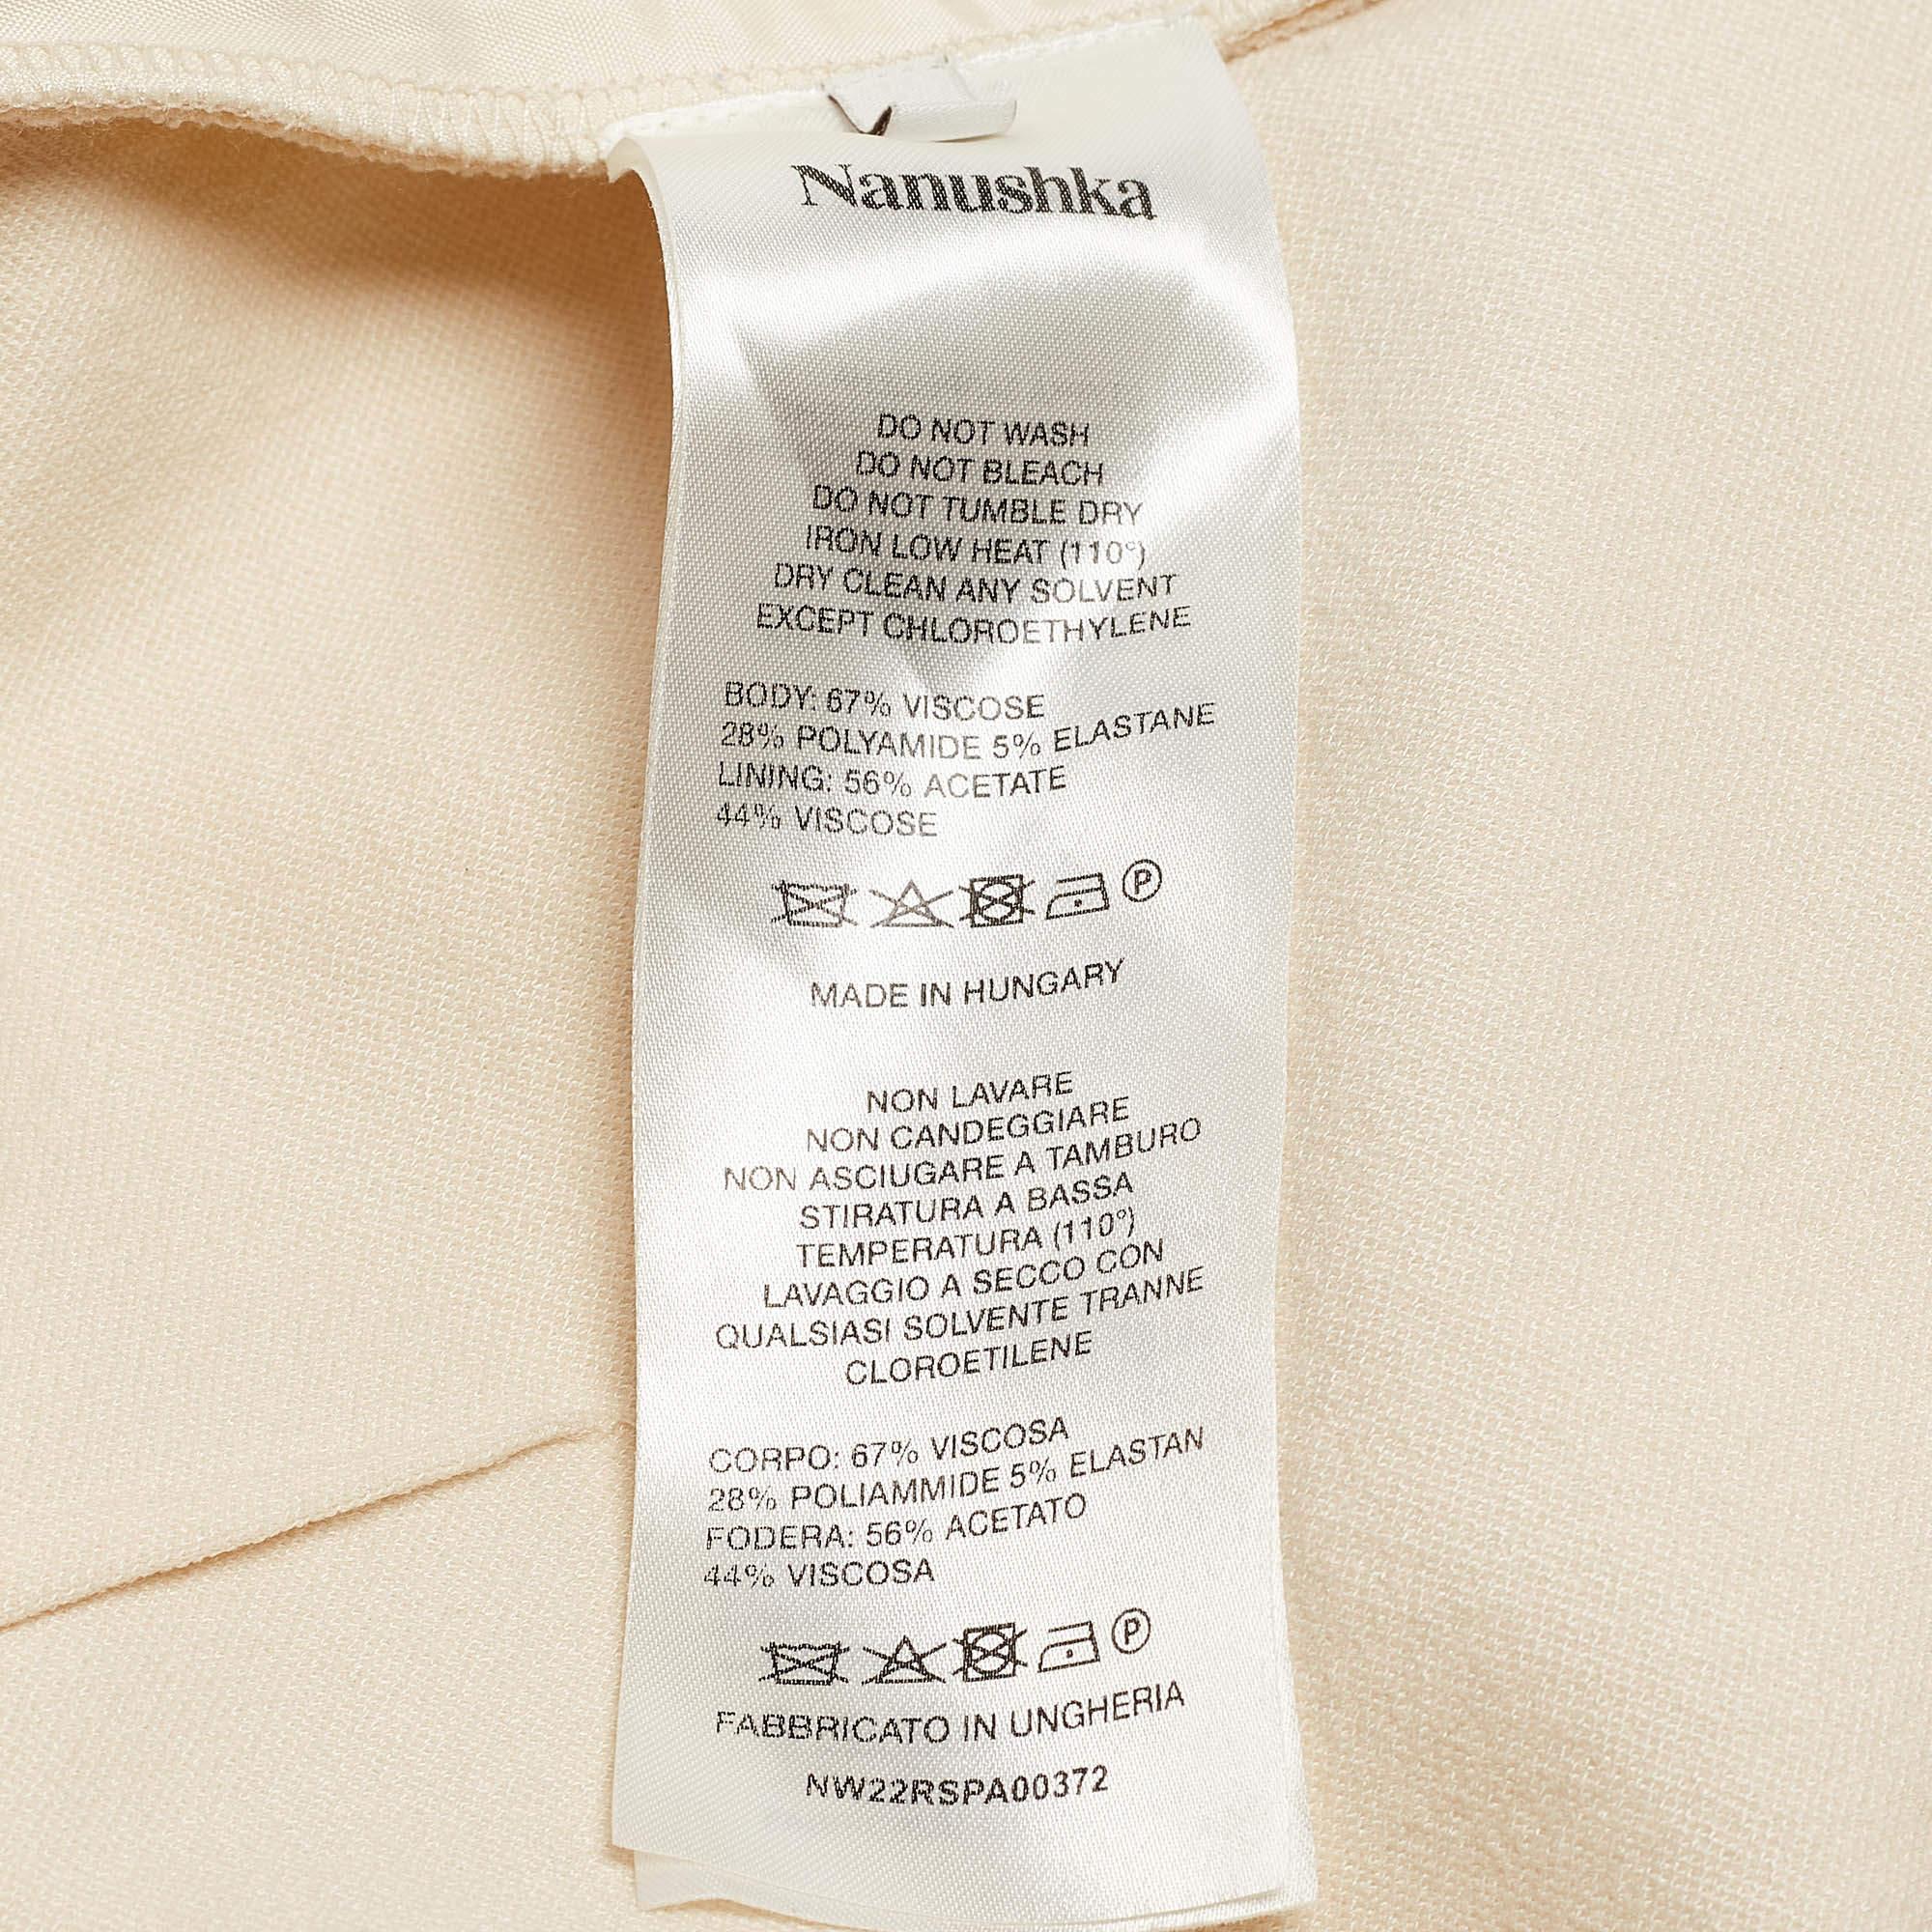 Nanushka
DO NOT WASH
DO NOT BLEACH
DO NOT TUMBLE DRY
IRON LOW HEAT (110°)
DRY CLEAN ANY SOLVENT
EXCEPT CHLOROETHYLENE
BODY: 67% VISCOSE
28% POLYAMIDE 5% ELASTANE
LINING: 56% ACETATE
44% VISCOSE
P
MADE IN HUNGARY
NON LAVARE
NON CANDEGGIARE
NON ASCIUGARE A TAMBURO
STIRATURA A BASSA
TEMPERATURA (110°)
LAVAGGIO A SECCO CON
QUALSIASI SOLVENTE TRANNE
CLOROETILENE
CORPO: 67% VISCOSA
28% POLIAMMIDE 5% ELASTAN
FODERA: 56% ACETATO
44% VISCOSA
P
FABBRICATO IN UNGHERIA
NW22RSPA00372